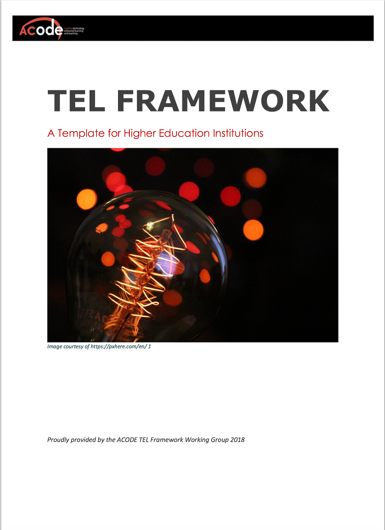 ACODE
TEL FRAMEWORK
A Template for Higher Education Institutions
Image courtesy of https://pxhere.com/en/ 1
Proudly provided by the ACODE TEL Framework Working Group 2018